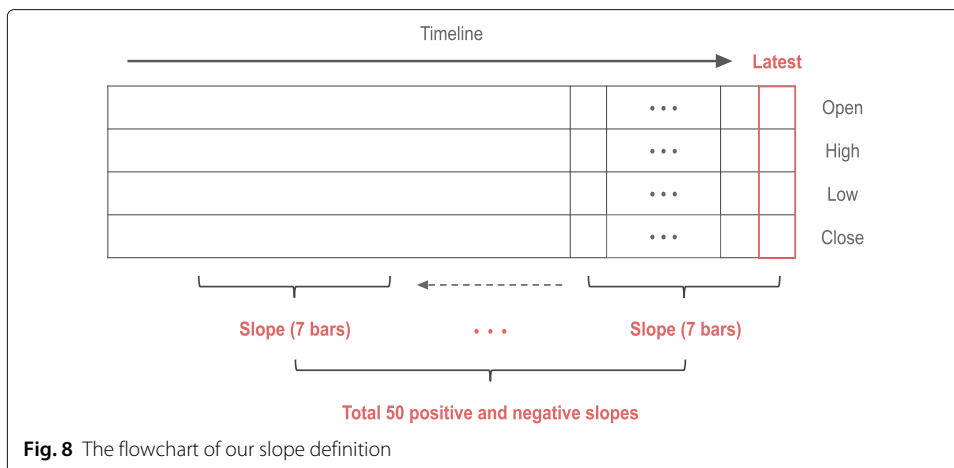 Timeline
Latest
• • • Open
• • • High
• • • Low
• • • Close
Slope (7 bars) • • • Slope (7 bars)
Total 50 positive and negative slopes
Fig. 8 The flowchart of our slope definition